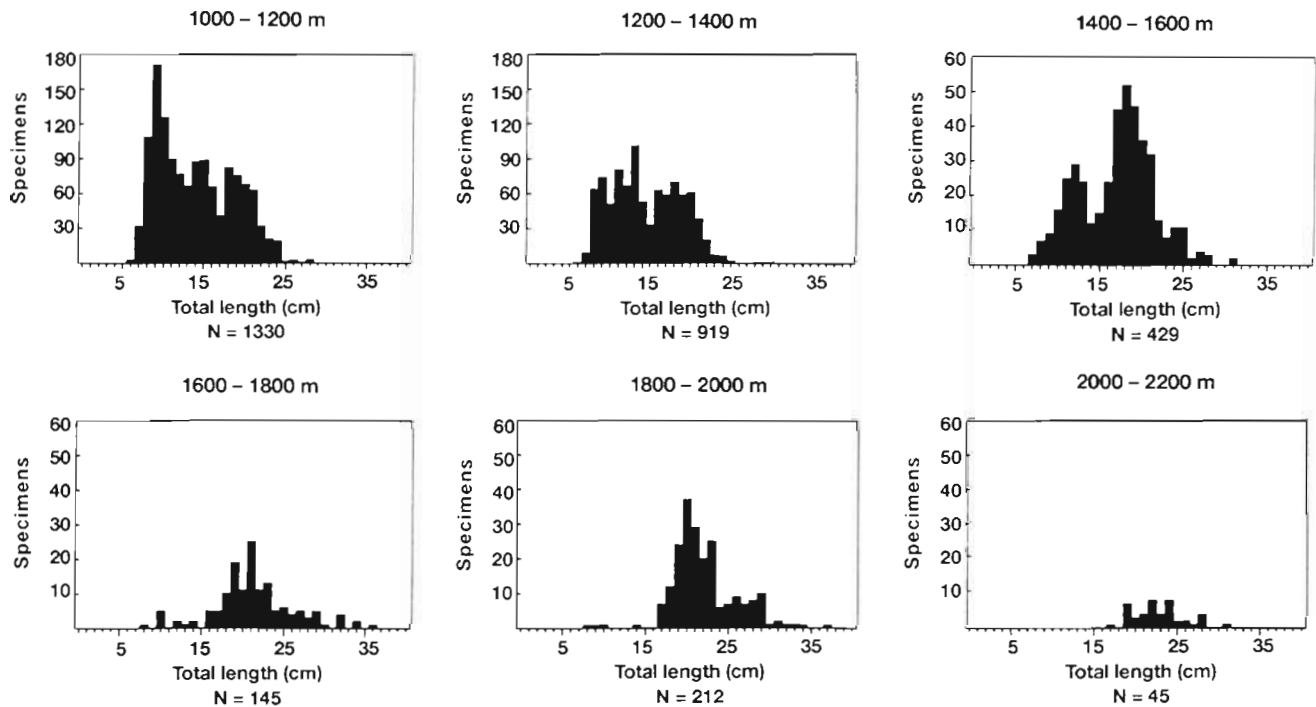 1000 – 1200 m
180
150
120
90
60
30
Specimens
5 15 25 35
Total length (cm)
N = 1330
1200 – 1400 m
180
150
120
90
60
30
Specimens
5 15 25 35
Total length (cm)
N = 919
1400 – 1600 m
60
50
40
30
20
10
Specimens
5 15 25 35
Total length (cm)
N = 429
1600 – 1800 m
60
50
40
30
20
10
Specimens
5 15 25 35
Total length (cm)
N = 145
1800 – 2000 m
60
50
40
30
20
10
Specimens
5 15 25 35
Total length (cm)
N = 212
2000 – 2200 m
60
50
40
30
20
10
Specimens
5 15 25 35
Total length (cm)
N = 45